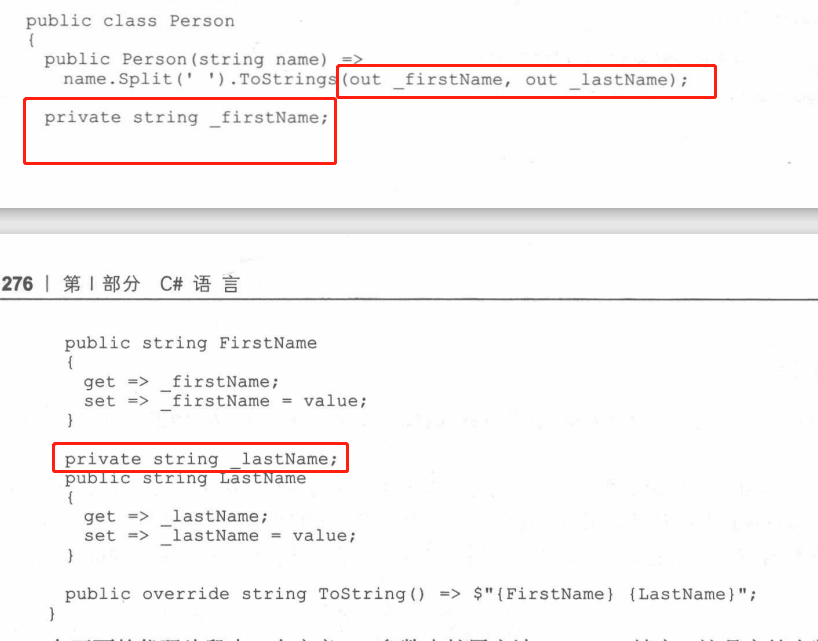 public class Person
{
public Person(string name) =>
name.Split(' ').ToStrings(out _firstName, out _lastName);
private string _firstName;
276 | 第 I 部分 C# 语 言
public string FirstName
{
get => _firstName;
set => _firstName = value;
}
private string _lastName;
public string LastName
{
get => _lastName;
set => _lastName = value;
}
public override string ToString() => $"{FirstName} {LastName}";
}